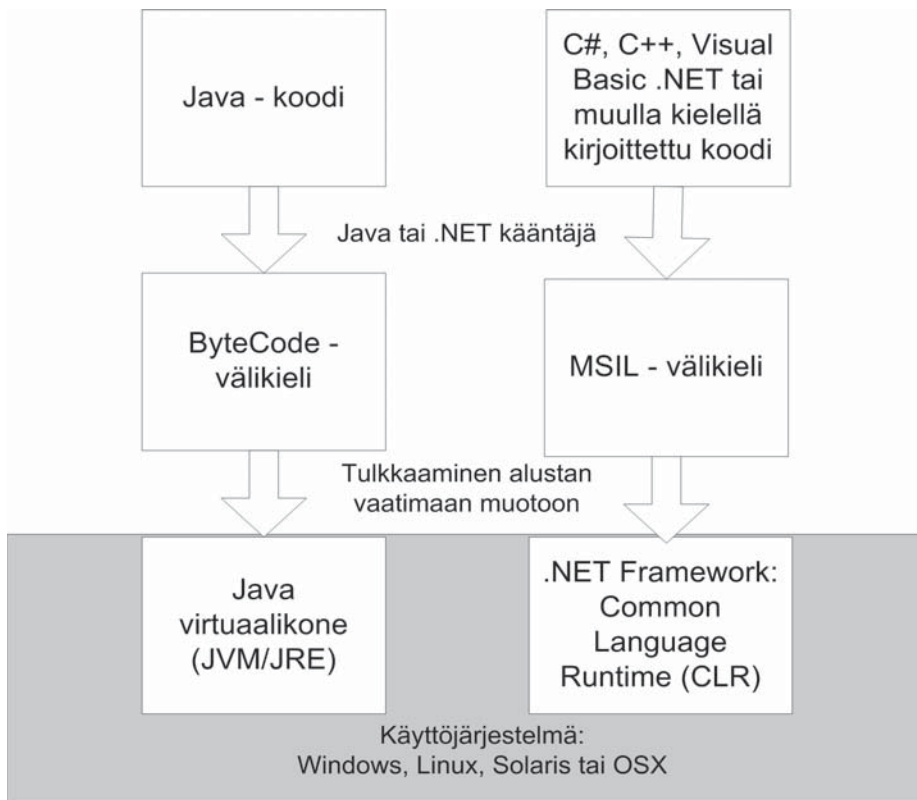 Java - koodi
C#, C++, Visual
Basic .NET tai
muulla kielellä
kirjoittettu koodi
Java tai .NET kääntäjä
ByteCode -
välikieli
MSIL - välikieli
Tulkkaaminen alustan
vaatimaan muotoon
Java
virtuaalikone
(JVM/JRE)
.NET Framework:
Common
Language
Runtime (CLR)
Käyttöjärjestelmä:
Windows, Linux, Solaris tai OSX